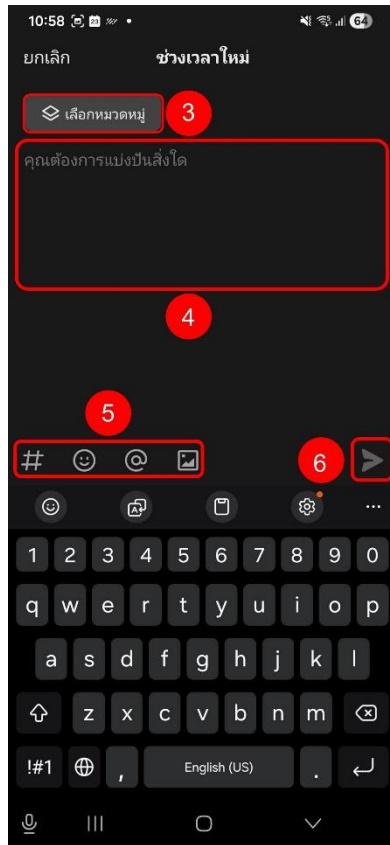 10:58 64
ยกเลิก ช่วงเวลาใหม่
เลือกหมวดหมู่ 3
คุณต้องการแบ่งปันสิ่งใด
4
5
# @ 6
1 2 3 4 5 6 7 8 9 0
q w e r t y u i o p
a s d f g h j k l
z x c v b n m
!#1 , English (US) .